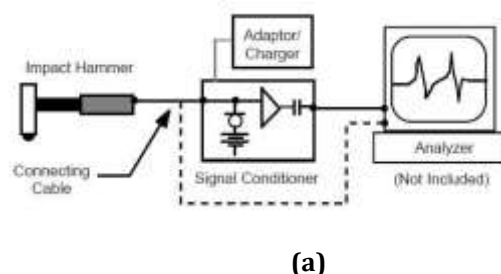 Adaptor/
Charger
Impact Hammer
Connecting
Cable
Signal Conditioner
Analyzer
(Not Included)
(a)